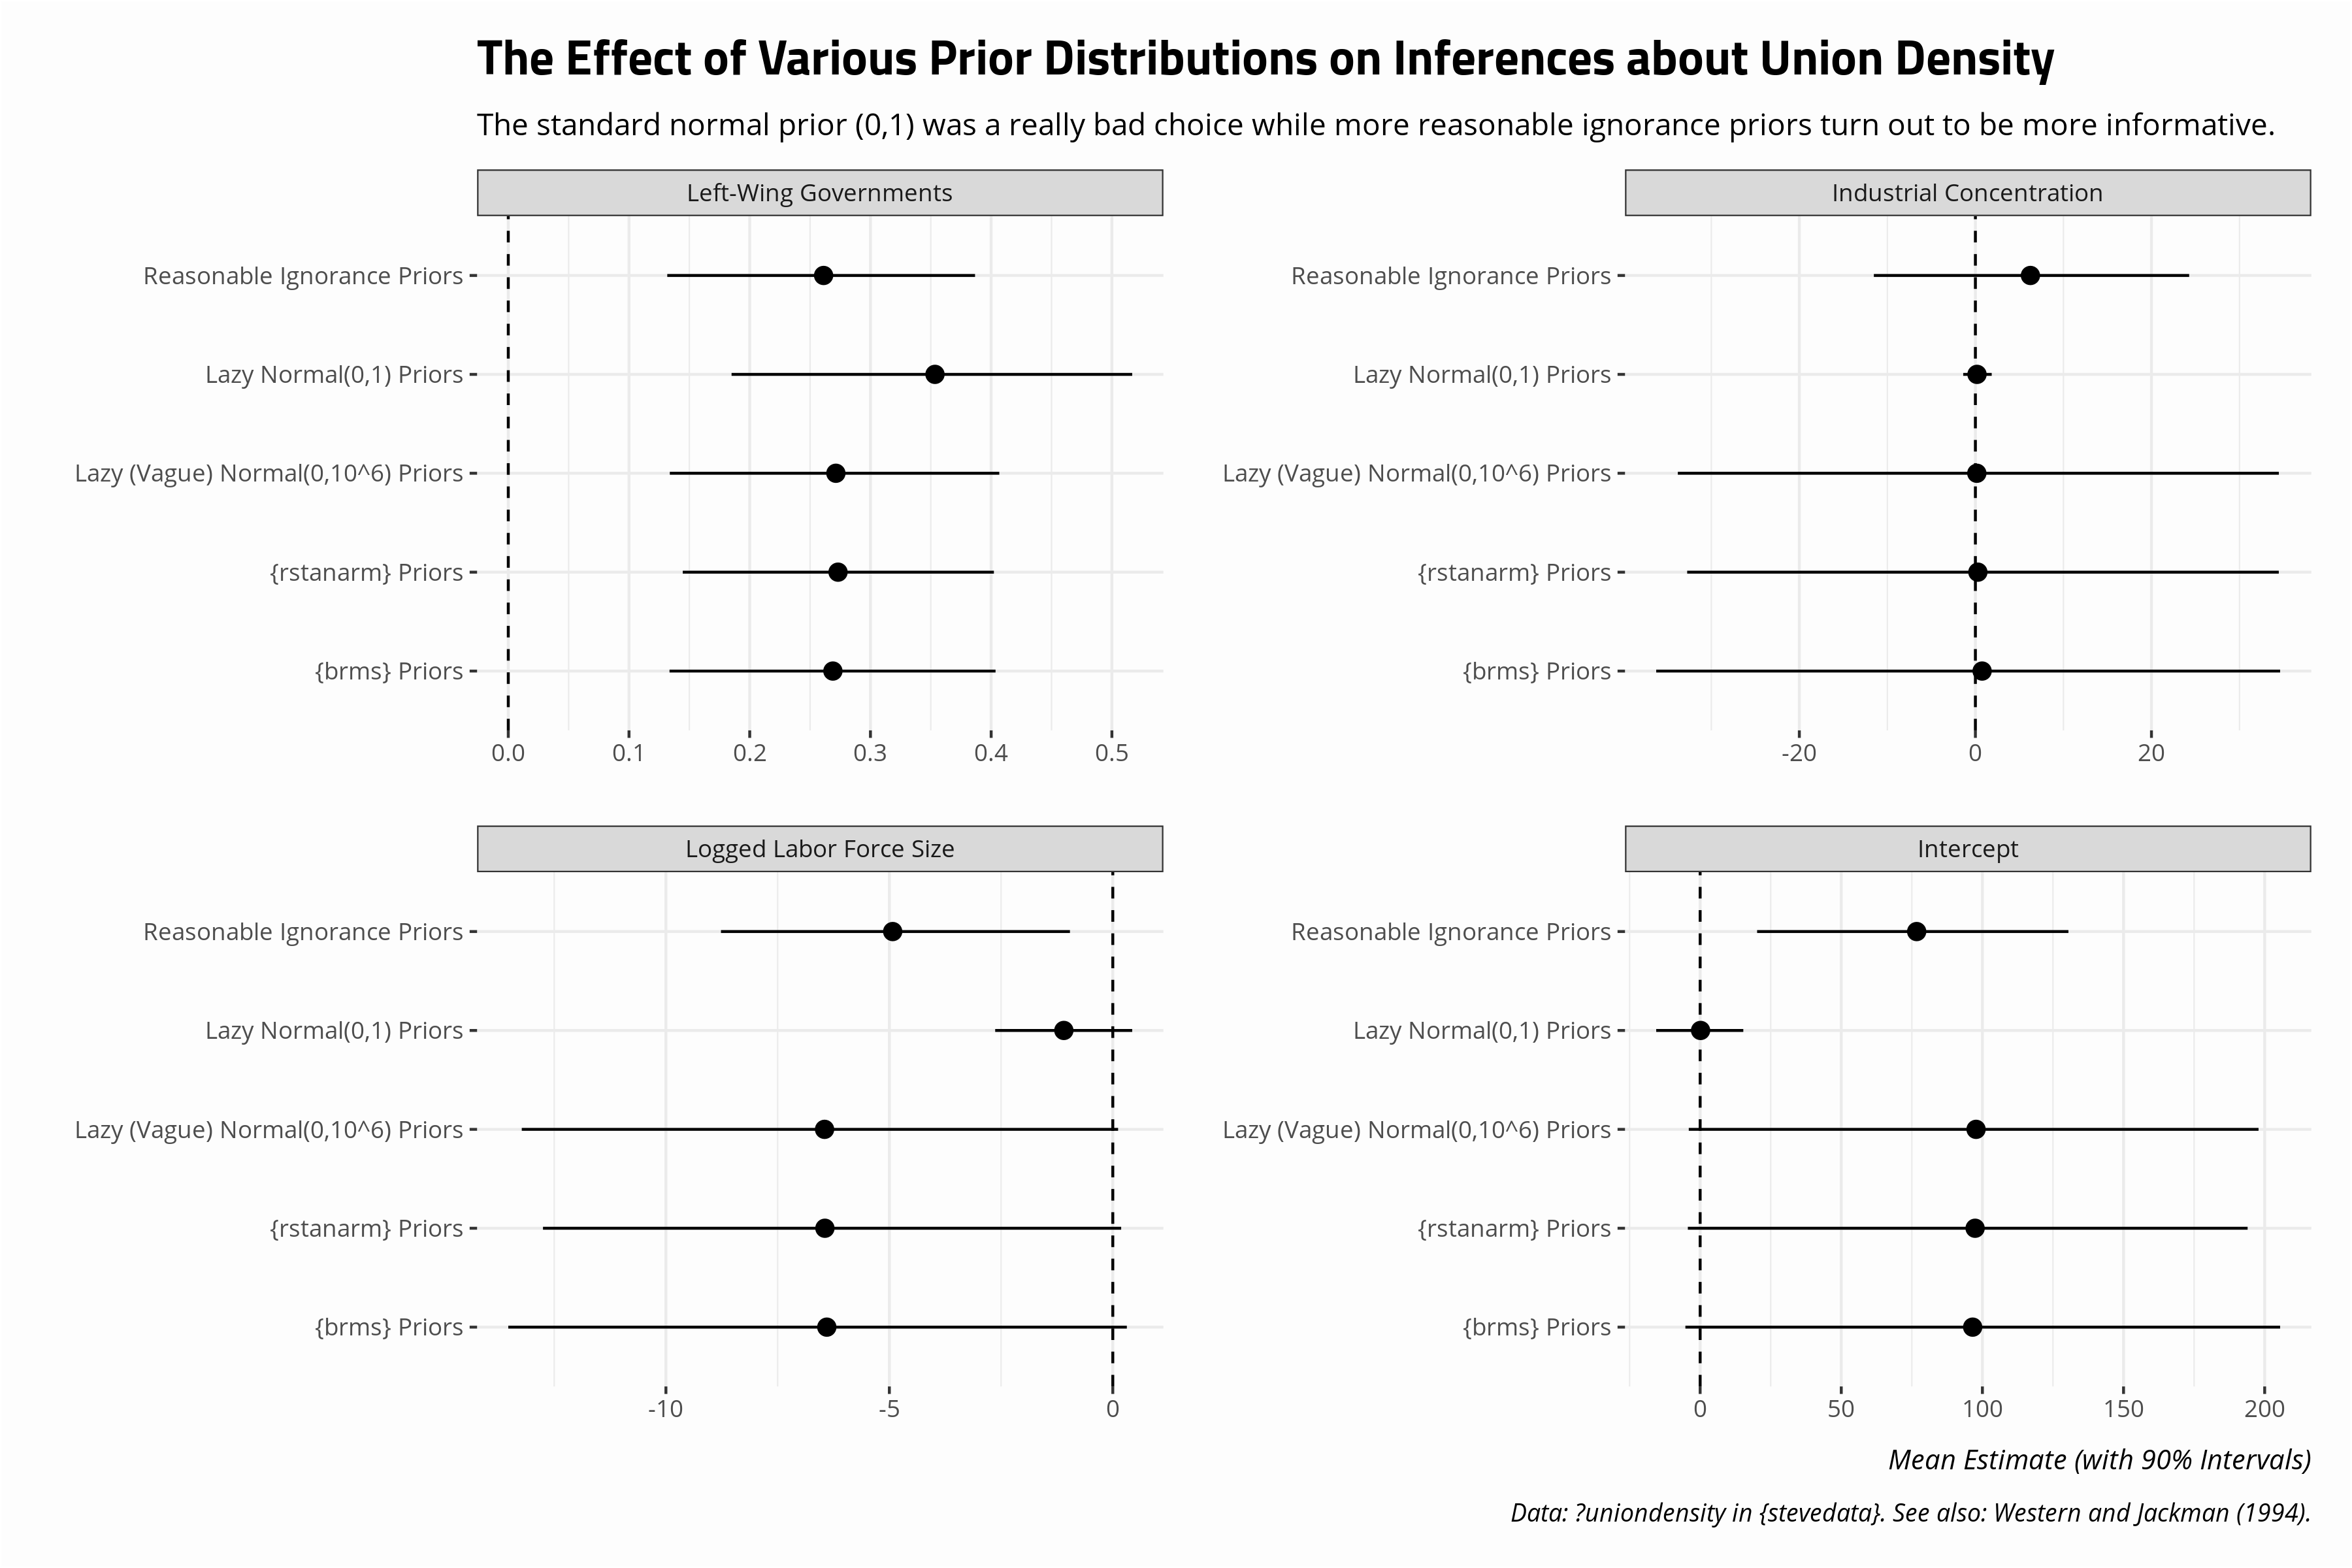 The Effect of Various Prior Distributions on Inferences about Union Density
The standard normal prior (0,1) was a really bad choice while more reasonable ignorance priors turn out to be more informative.
Left-Wing Governments
Reasonable Ignorance Priors
Lazy Normal(0,1) Priors
Lazy (Vague) Normal(0,10^6) Priors
{rstanarm} Priors
{brms} Priors
0.0 0.1 0.2 0.3 0.4 0.5
Industrial Concentration
Reasonable Ignorance Priors
Lazy Normal(0,1) Priors
Lazy (Vague) Normal(0,10^6) Priors
{rstanarm} Priors
{brms} Priors
-20 0 20
Logged Labor Force Size
Reasonable Ignorance Priors
Lazy Normal(0,1) Priors
Lazy (Vague) Normal(0,10^6) Priors
{rstanarm} Priors
{brms} Priors
-10 -5 0
Intercept
Reasonable Ignorance Priors
Lazy Normal(0,1) Priors
Lazy (Vague) Normal(0,10^6) Priors
{rstanarm} Priors
{brms} Priors
0 50 100 150 200
Mean Estimate (with 90% Intervals)
Data: ?uniondensity in {stevedata}. See also: Western and Jackman (1994).